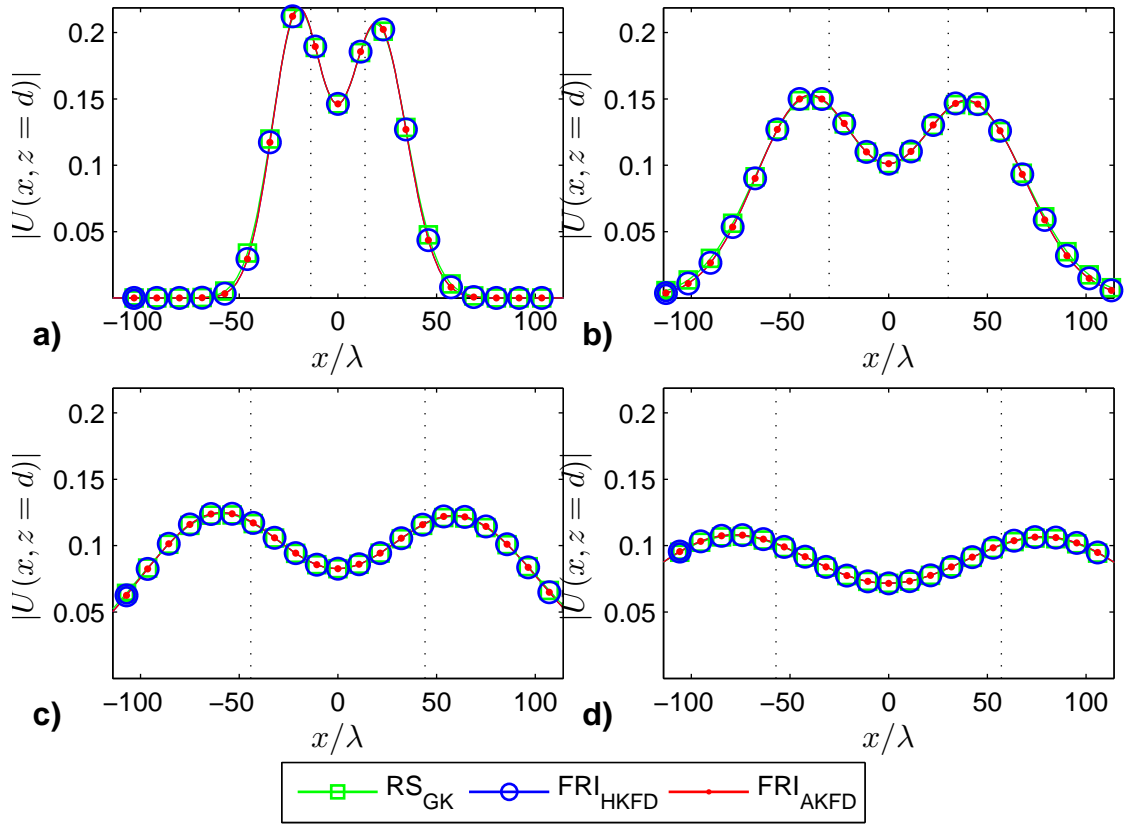 0.2
0.15
0.1
0.05
|U(x, z = d)|
−100 −50 0 50 100
x/λ
a)
0.2
0.15
0.1
0.05
|U(x, z = d)|
−100 −50 0 50 100
x/λ
b)
0.2
0.15
0.1
0.05
|U(x, z = d)|
−100 −50 0 50 100
x/λ
c)
0.2
0.15
0.1
0.05
|U(x, z = d)|
−100 −50 0 50 100
x/λ
d)
RS_GK FRI_HKFD FRI_AKFD